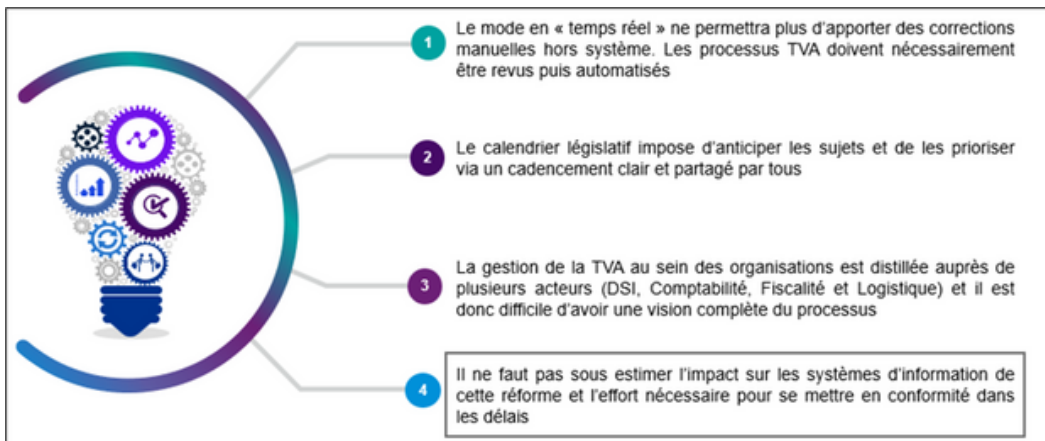 1
Le mode en « temps réel » ne permettra plus d'apporter des corrections
manuelles hors système. Les processus TVA doivent nécessairement
être revus puis automatisés
2
Le calendrier législatif impose d'anticiper les sujets et de les prioriser
via un cadencement clair et partagé par tous
3
La gestion de la TVA au sein des organisations est distillée auprès de
plusieurs acteurs (DSI, Comptabilité, Fiscalité et Logistique) et il est
donc difficile d'avoir une vision complète du processus
4
Il ne faut pas sous estimer l'impact sur les systèmes d'information de
cette réforme et l'effort nécessaire pour se mettre en conformité dans
les délais